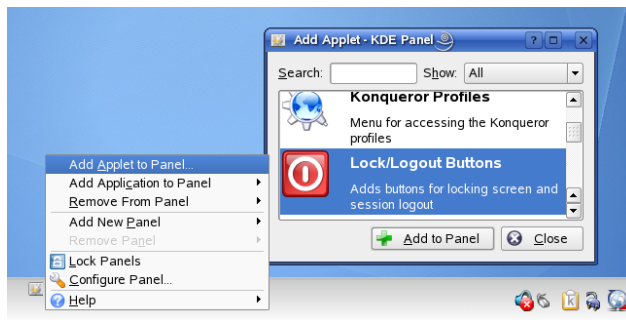 Add Applet - KDE Panel
Search:
Show: All
Konqueror Profiles
Menu for accessing the Konqueror
profiles
Lock/Logout Buttons
Adds buttons for locking screen and
session logout
Add to Panel
Close
Add Applet to Panel...
Add Application to Panel
Remove From Panel
Add New Panel
Remove Panel
Lock Panels
Configure Panel...
Help